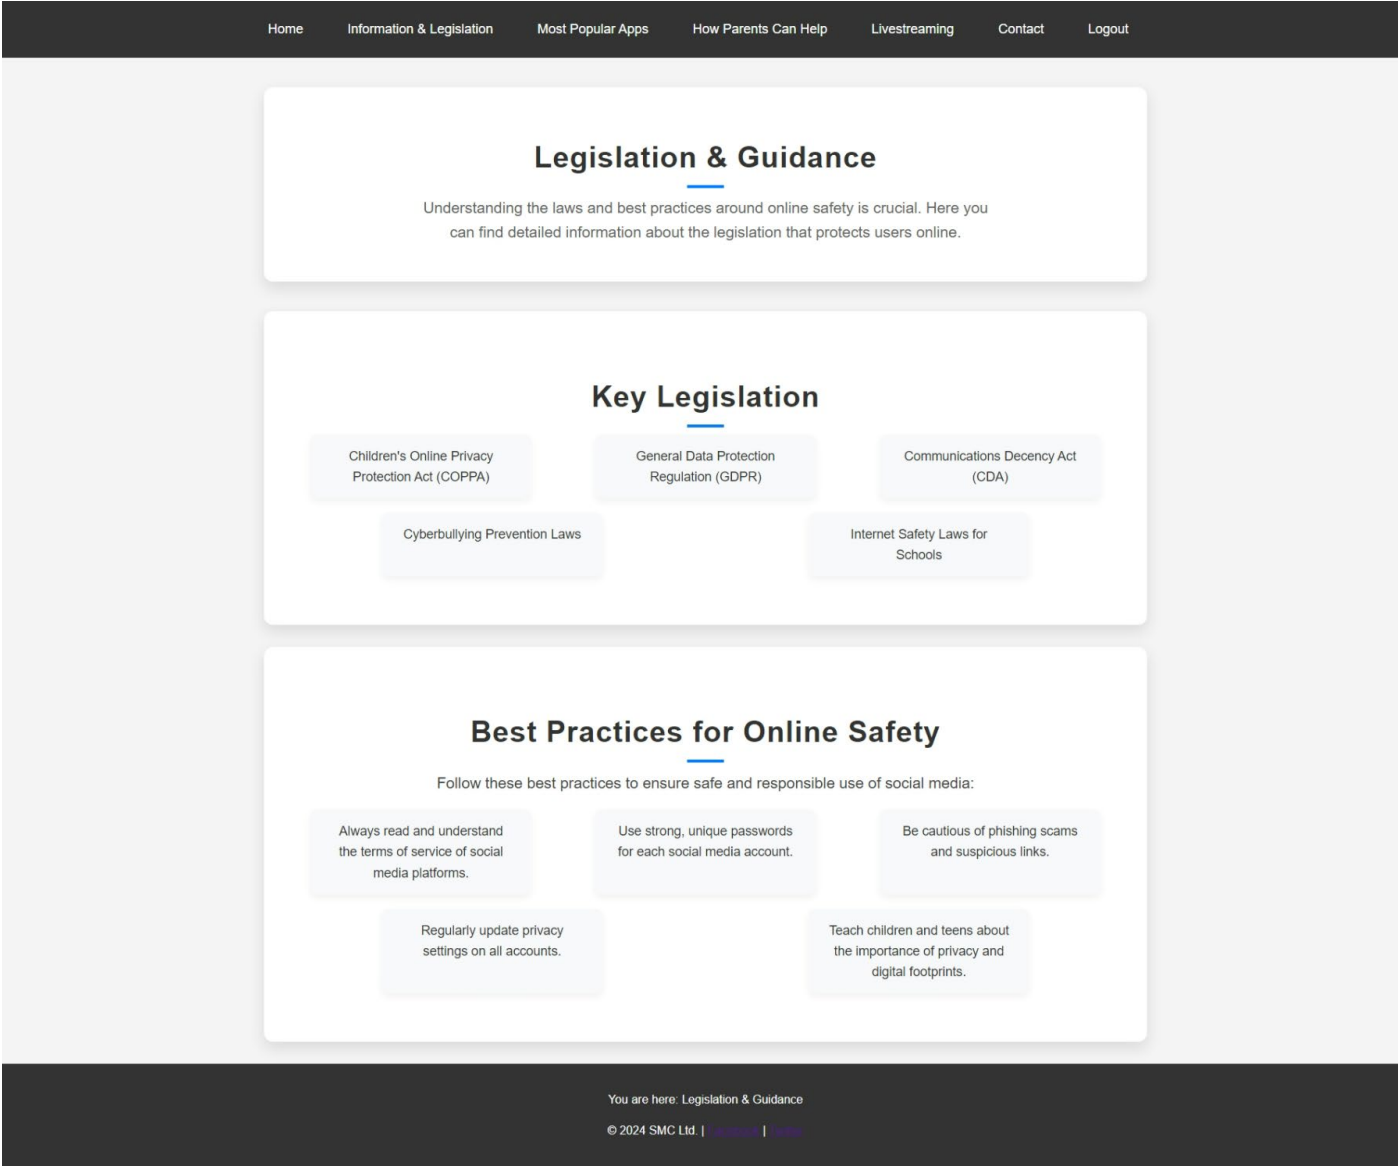 Home Information & Legislation Most Popular Apps How Parents Can Help Livestreaming Contact Logout
Legislation & Guidance
Understanding the laws and best practices around online safety is crucial. Here you
can find detailed information about the legislation that protects users online.
Key Legislation
Children's Online Privacy
Protection Act (COPPA)
General Data Protection
Regulation (GDPR)
Communications Decency Act
(CDA)
Cyberbullying Prevention Laws
Internet Safety Laws for
Schools
Best Practices for Online Safety
Follow these best practices to ensure safe and responsible use of social media:
Always read and understand
the terms of service of social
media platforms.
Use strong, unique passwords
for each social media account.
Be cautious of phishing scams
and suspicious links.
Regularly update privacy
settings on all accounts.
Teach children and teens about
the importance of privacy and
digital footprints.
You are here: Legislation & Guidance
© 2024 SMC Ltd. | |